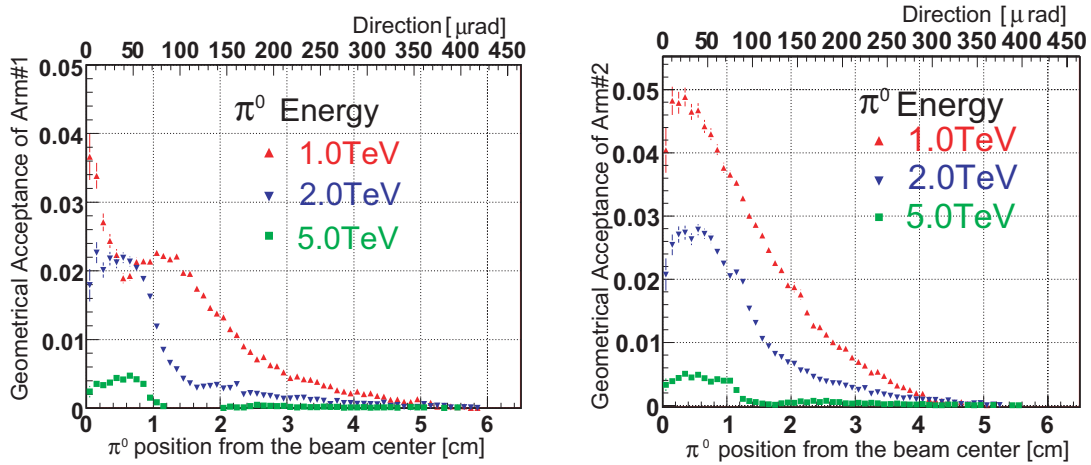 Direction[ μrad]
0 50 100 150 200 250 300 350 400 450
Geometrical Acceptance of Arm#1
0.05
0.04
0.03
0.02
0.01
0
π⁰ Energy
1.0TeV
2.0TeV
5.0TeV
0 1 2 3 4 5 6
π⁰ position from the beam center [cm]
Direction[ μ rad]
0 50 100 150 200 250 300 350 400 450
Geometrical Acceptance of Arm#2
0.05
0.04
0.03
0.02
0.01
0
π⁰ Energy
1.0TeV
2.0TeV
5.0TeV
0 1 2 3 4 5 6
π⁰ position from the beam center [cm]